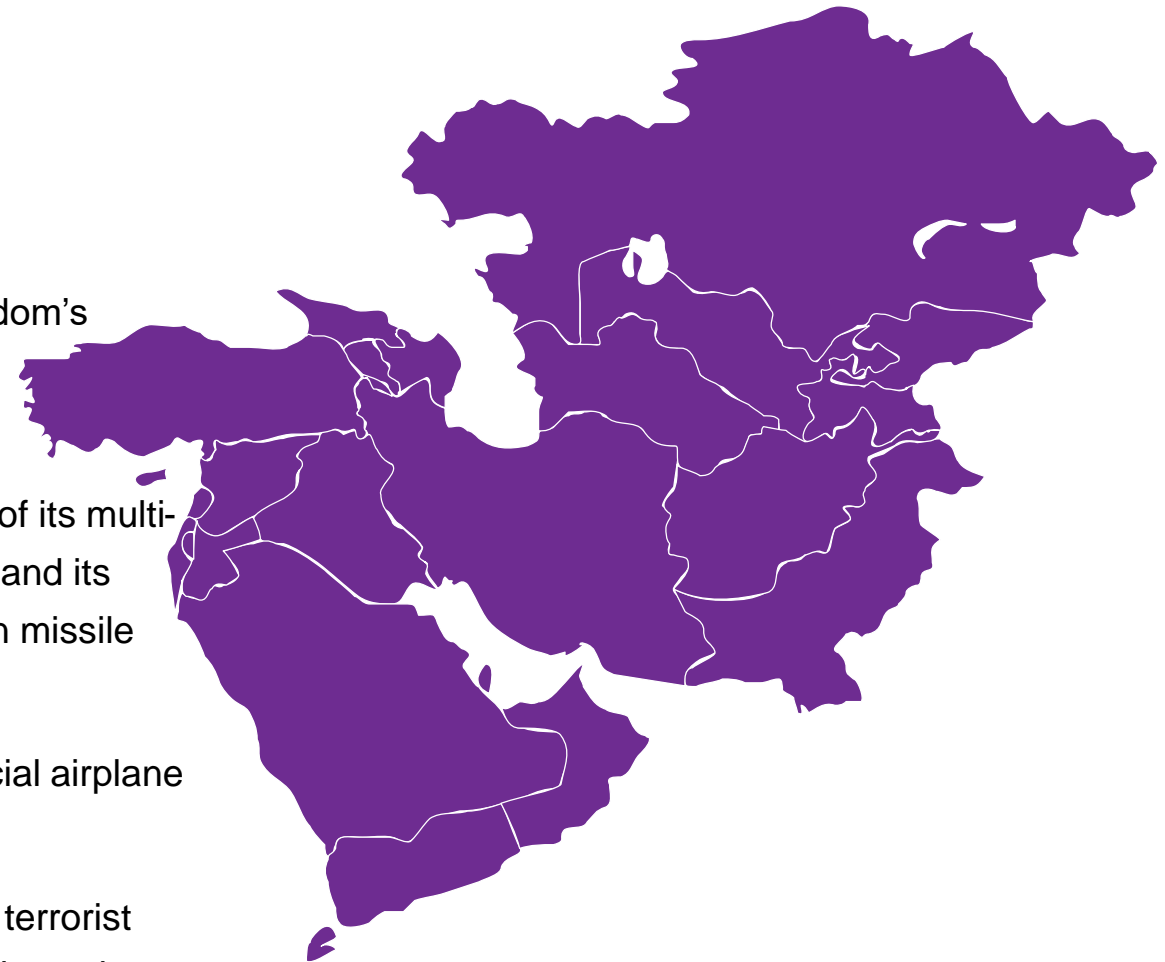 dom’s
of its multi-
and its
n missile
cial airplane
terrorist